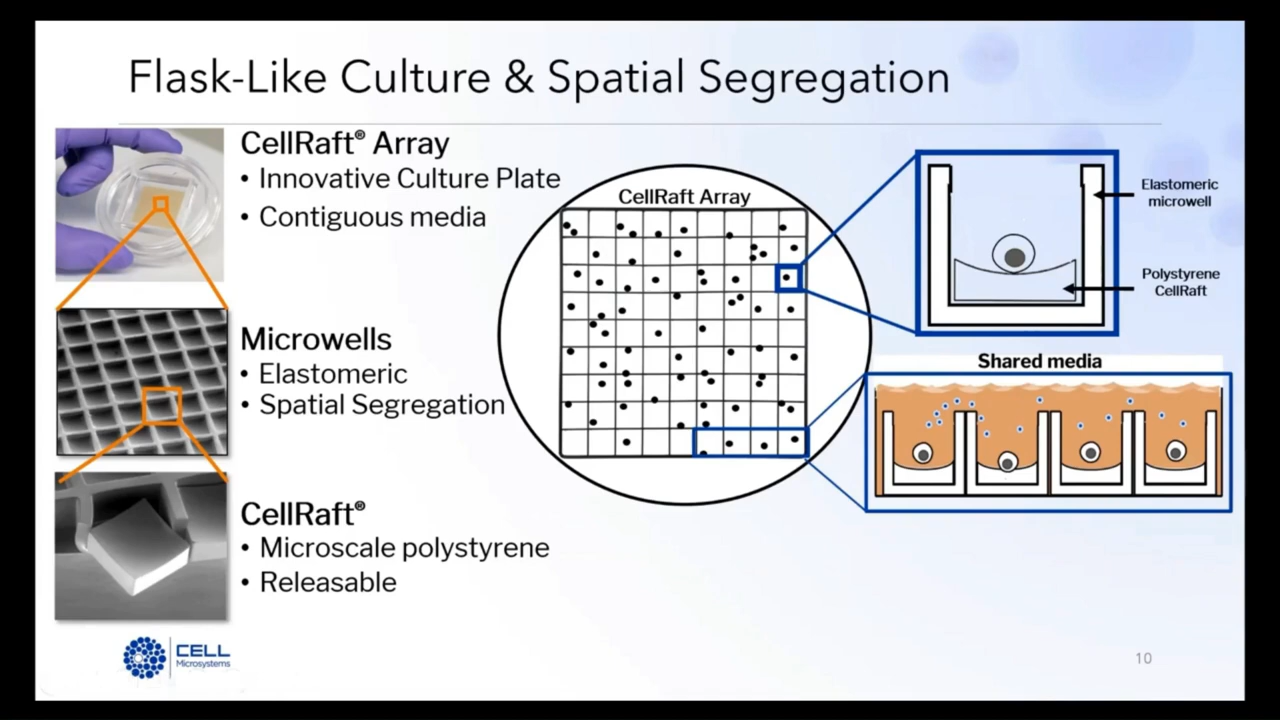 Flask-Like Culture & Spatial Segregation
CellRaft® Array
• Innovative Culture Plate
• Contiguous media
Microwells
• Elastomeric
• Spatial Segregation
CellRaft®
• Microscale polystyrene
• Releasable
CellRaft Array
Elastomeric
microwell
Polystyrene
CellRaft
Shared media
CELL
Microsystems
10